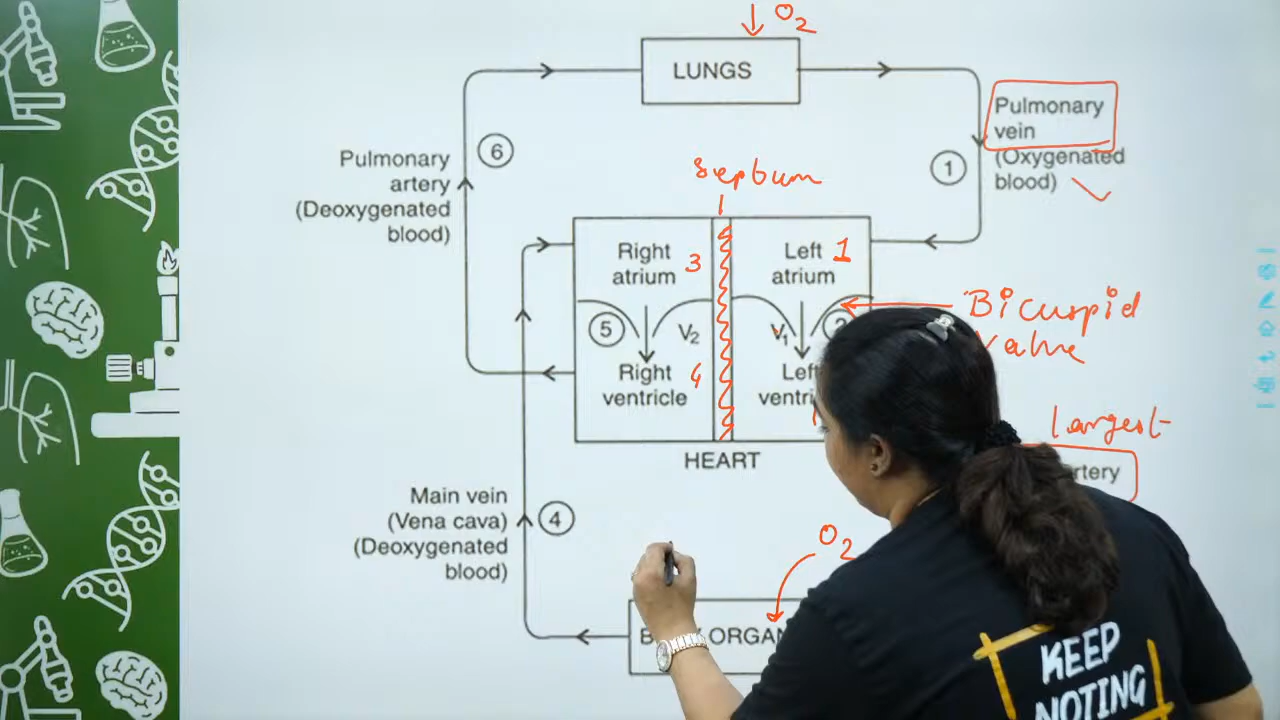 O2
LUNGS
Pulmonary
vein
(Oxygenated
blood)
1
6
Pulmonary
artery
(Deoxygenated
blood)
Septum
Right
atrium 3
Left
atrium 1
5
V2
V1
2
Bicuspid
Valve
Right
ventricle 4
Left
HEART
Largest
Main vein
(Vena cava)
(Deoxygenated
blood)
4
O2
KEEP
NOTING